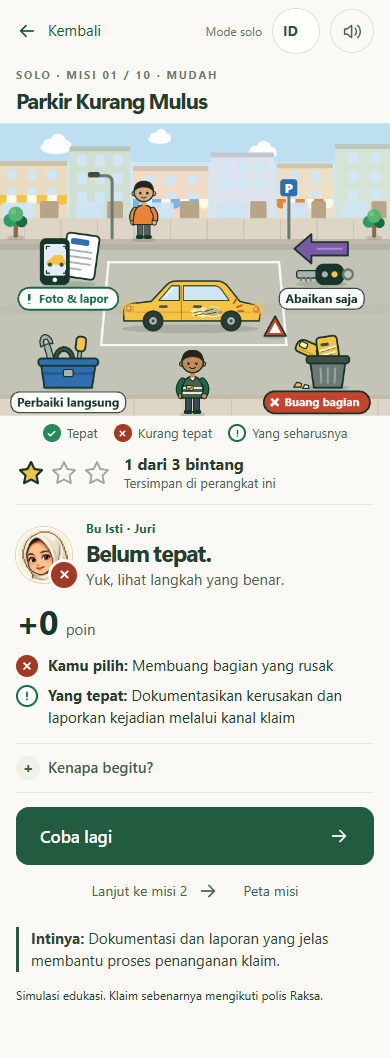 Kembali
Mode solo
ID
SOLO · MISI 01 / 10 · MUDAH
Parkir Kurang Mulus
P
! Foto & lapor
Abaikan saja
Perbaiki langsung
Buang bagian
Tepat
Kurang tepat
! Yang seharusnya
1 dari 3 bintang
Tersimpan di perangkat ini
Bu Isti · Juri
Belum tepat.
Yuk, lihat langkah yang benar.
+0 poin
Kamu pilih: Membuang bagian yang rusak
! Yang tepat: Dokumentasikan kerusakan dan
laporkan kejadian melalui kanal klaim
+ Kenapa begitu?
Coba lagi
Lanjut ke misi 2
Peta misi
Intinya: Dokumentasi dan laporan yang jelas
membantu proses penanganan klaim.
Simulasi edukasi. Klaim sebenarnya mengikuti polis Raksa.